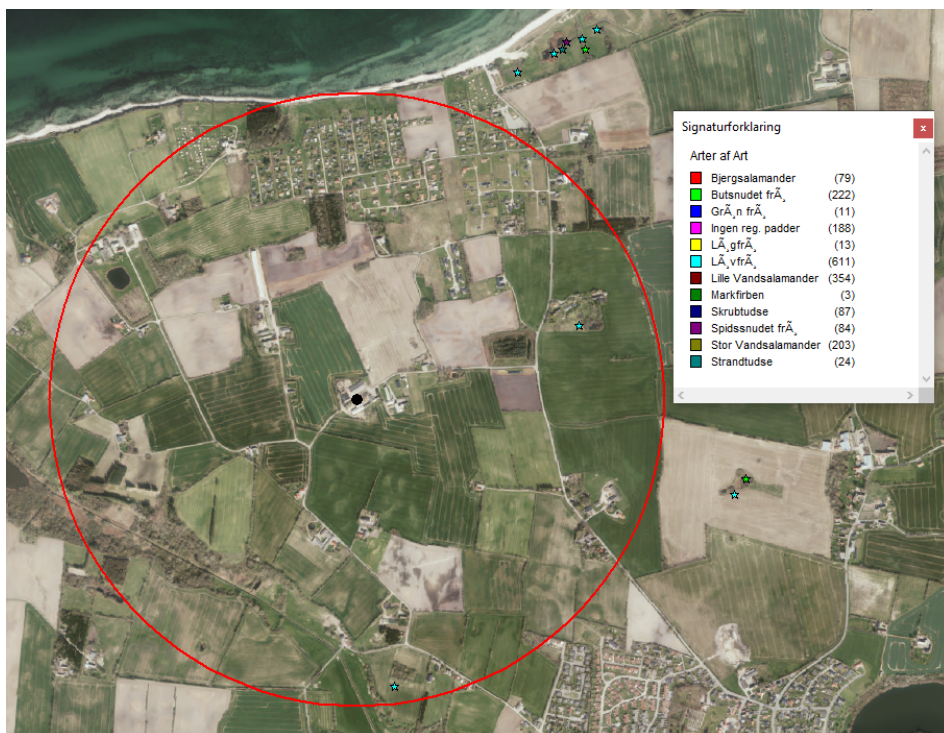 Signaturforklaring
x
Arter af Art
Bjergsalamander (79)
Butsnudet frÃ¸ (222)
GrÃ¸n frÃ¸ (11)
Ingen reg. padder (188)
LÃ¸gfrÃ¸ (13)
LÃ¸vfrÃ¸ (611)
Lille Vandsalamander (354)
Markfirben (3)
Skrubtudse (87)
Spidssnudet frÃ¸ (84)
Stor Vandsalamander (203)
Strandtudse (24)